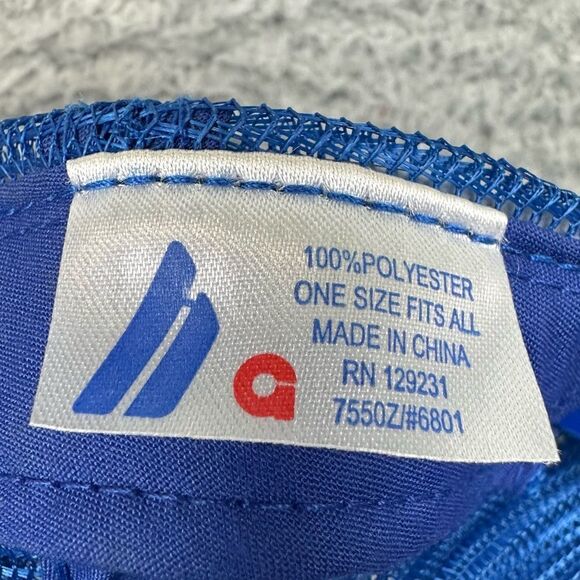 100%POLYESTER
ONE SIZE FITS ALL
MADE IN CHINA
RN 129231
7550Z/#6801
G